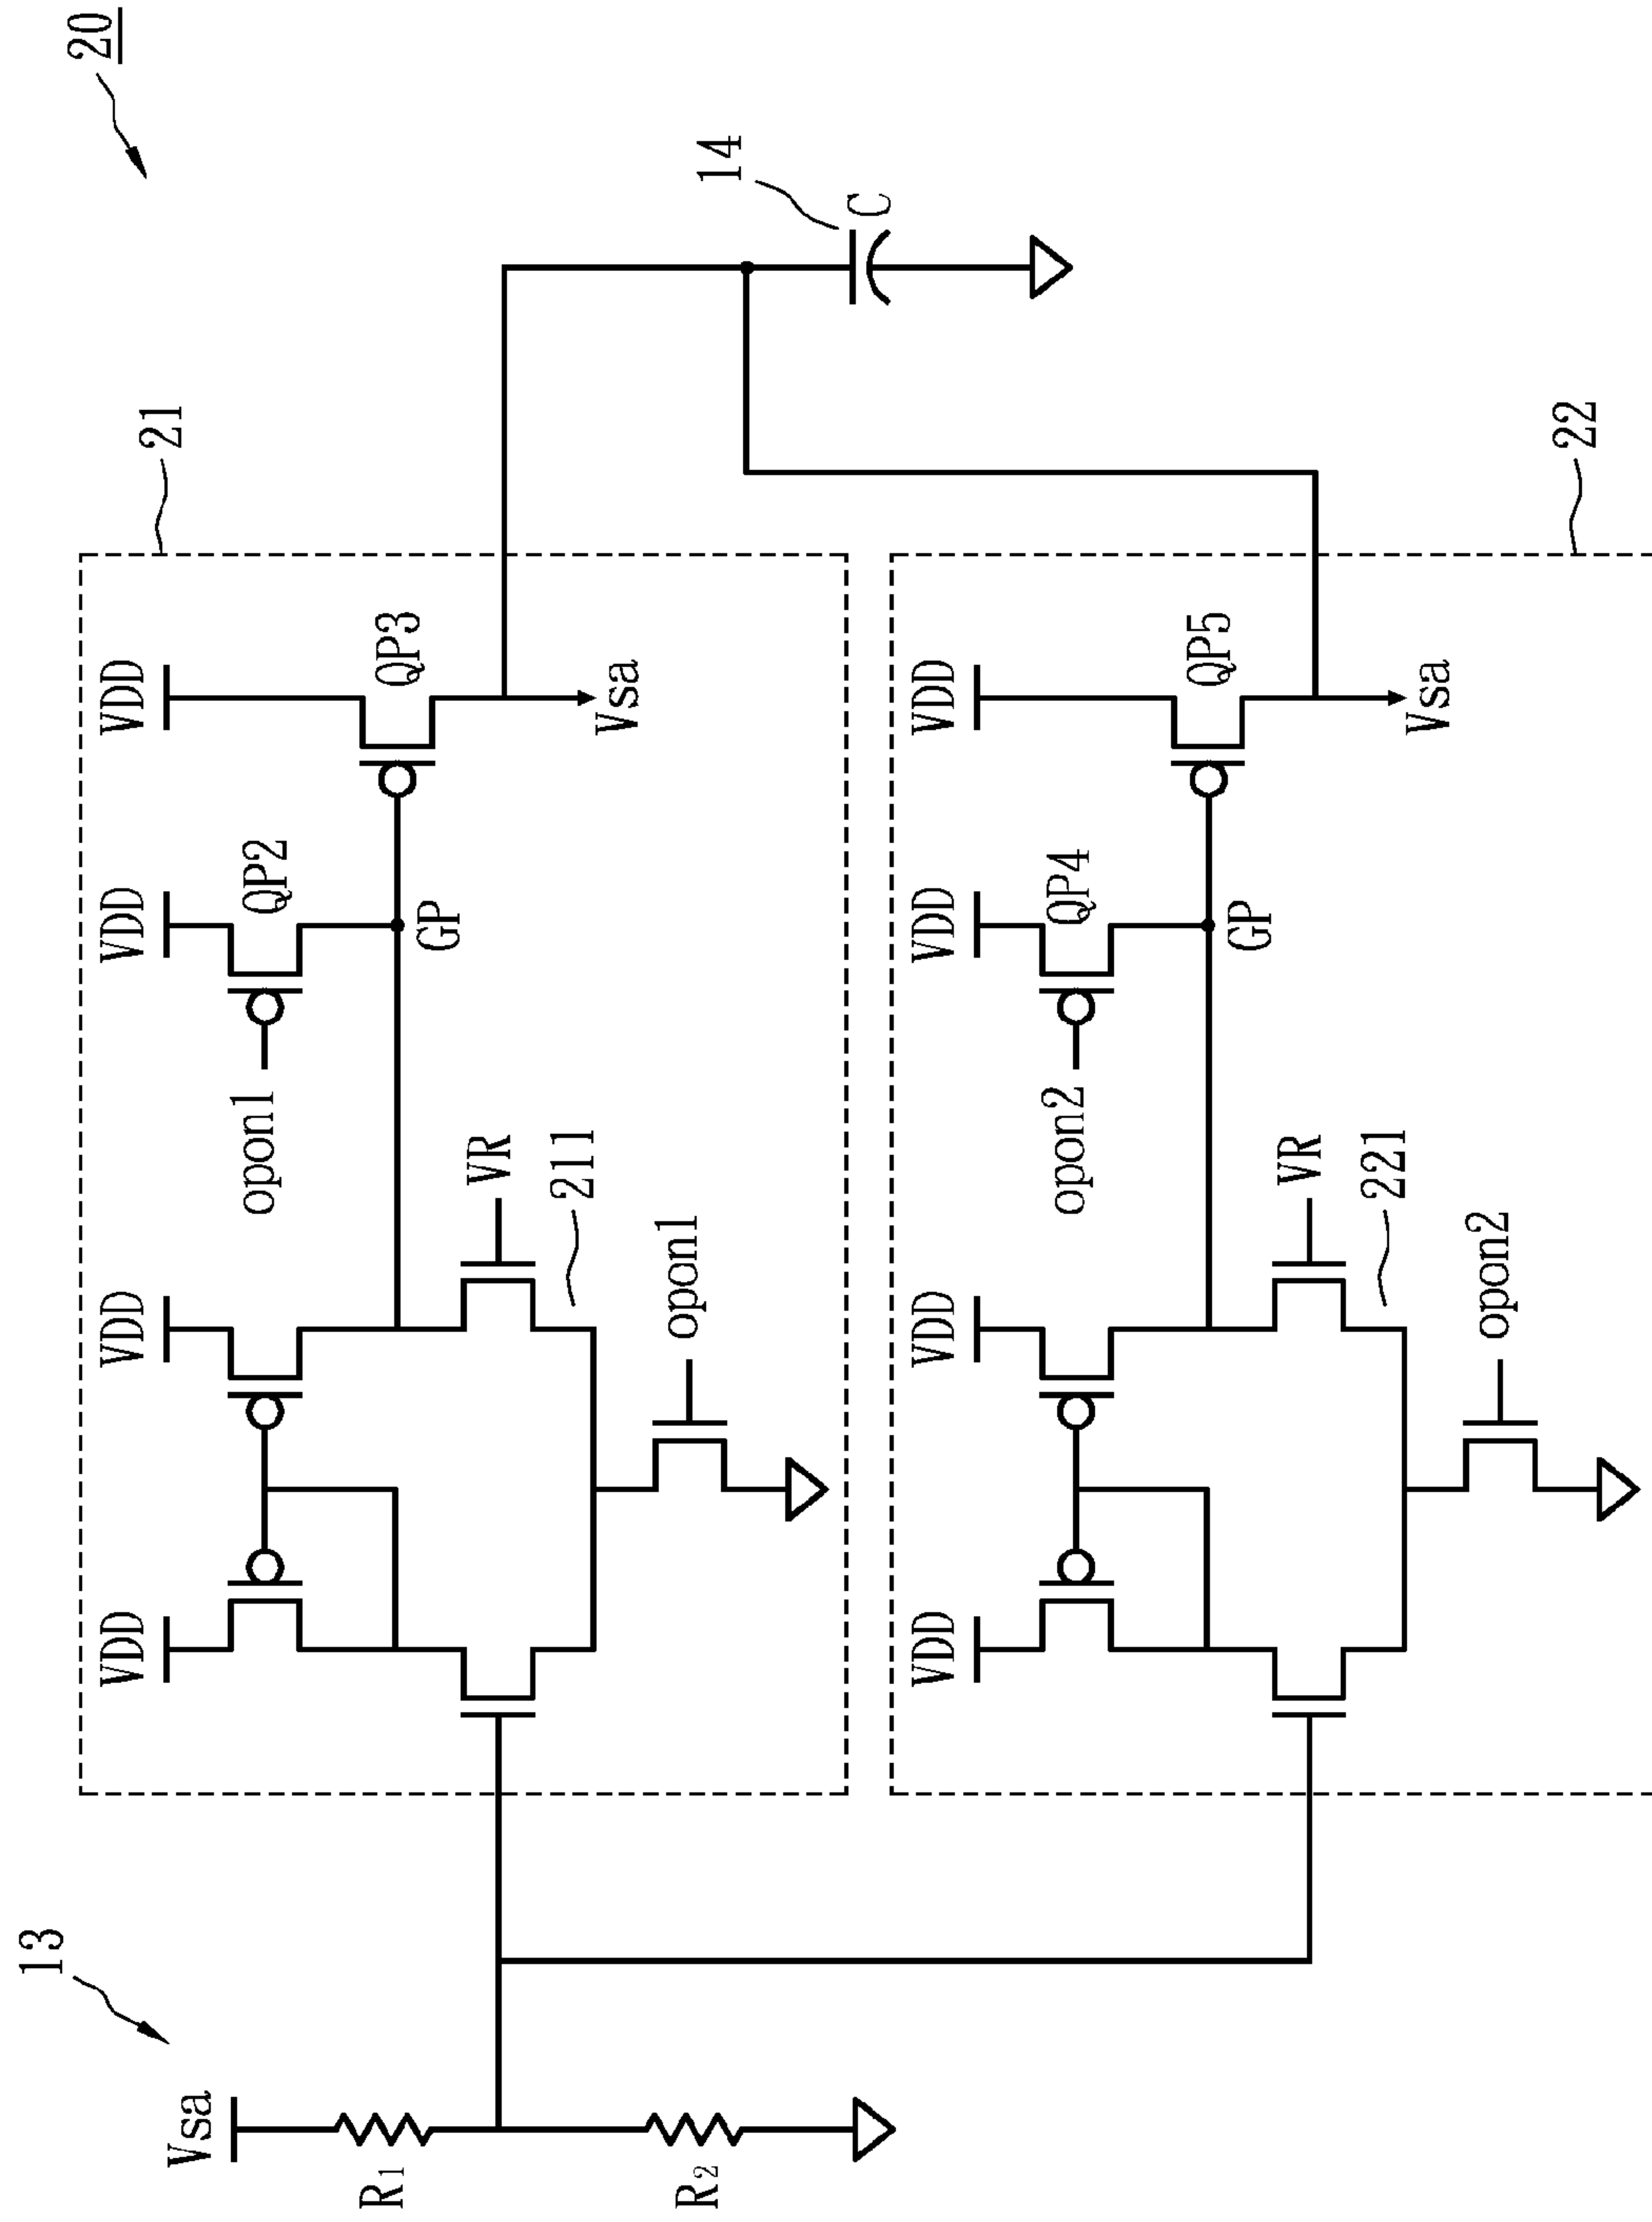 20
13
21
VDD
VDD
VDD
VDD
opon1
QP2
QP3
GP
VR
211
opon1
Vsa
14
C
Vsa
R1
R2
22
VDD
VDD
VDD
VDD
opon2
QP4
QP5
GP
VR
221
opon2
Vsa